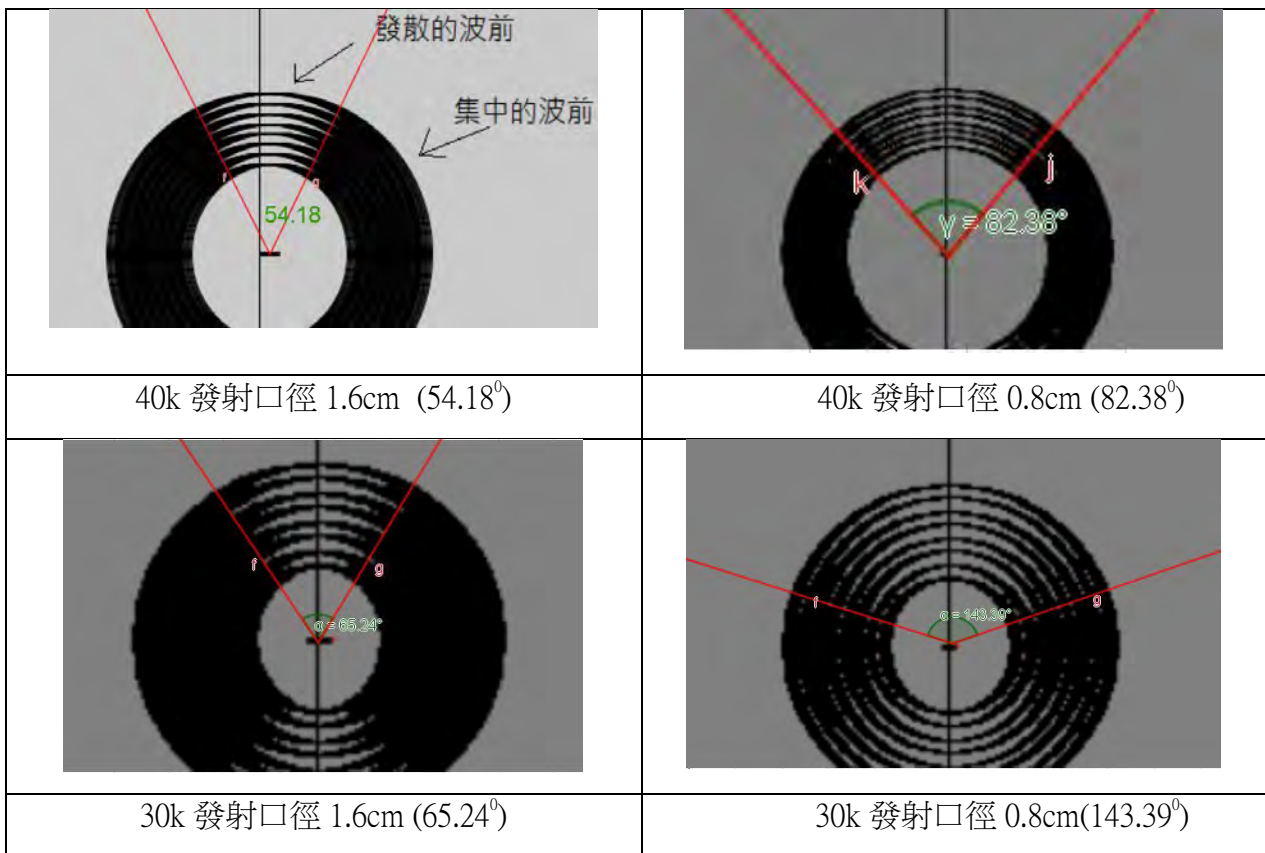 發散的波前
集中的波前
f
g
54.18
k
j
γ = 82.38°
40k 發射口徑 1.6cm (54.18⁰)
40k 發射口徑 0.8cm (82.38⁰)
f
g
α = 65.24°
f
g
α = 143.39°
30k 發射口徑 1.6cm (65.24⁰)
30k 發射口徑 0.8cm(143.39⁰)